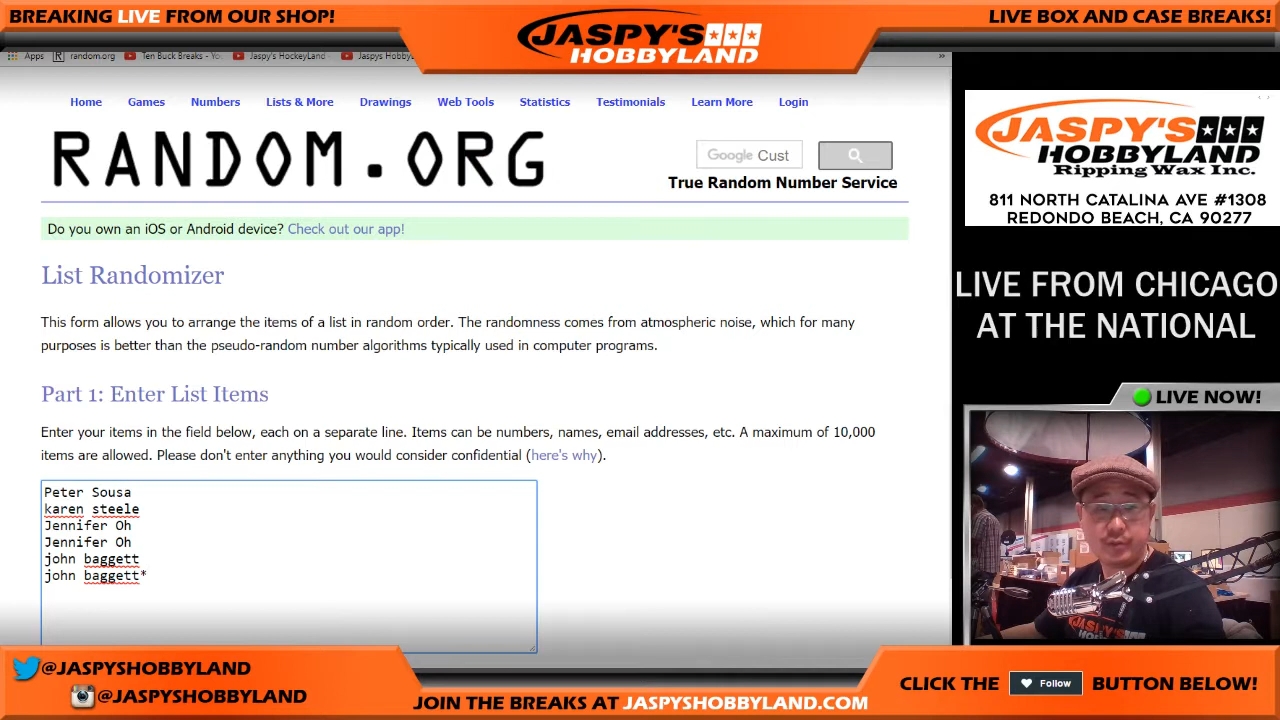 BREAKING LIVE FROM OUR SHOP!
JASPY'S
HOBBYLAND
LIVE BOX AND CASE BREAKS!
Apps random.org Ten Buck Breaks - Yo Jaspy's HockeyLand Jaspys Hobby »
Home Games Numbers Lists & More Drawings Web Tools Statistics Testimonials Learn More Login
RANDOM.ORG
Google Cust
True Random Number Service
Do you own an iOS or Android device? Check out our app!
List Randomizer
This form allows you to arrange the items of a list in random order. The randomness comes from atmospheric noise, which for many
purposes is better than the pseudo-random number algorithms typically used in computer programs.
Part 1: Enter List Items
Enter your items in the field below, each on a separate line. Items can be numbers, names, email addresses, etc. A maximum of 10,000
items are allowed. Please don't enter anything you would consider confidential (here's why).
Peter Sousa
karen steele
Jennifer Oh
Jennifer Oh
john baggett
john baggett*
JASPY'S
HOBBYLAND
Ripping Wax Inc.
811 NORTH CATALINA AVE #1308
REDONDO BEACH, CA 90277
LIVE FROM CHICAGO
AT THE NATIONAL
LIVE NOW!
@JASPYSHOBBYLAND
@JASPYSHOBBYLAND
JOIN THE BREAKS AT JASPYSHOBBYLAND.COM
CLICK THE Follow BUTTON BELOW!